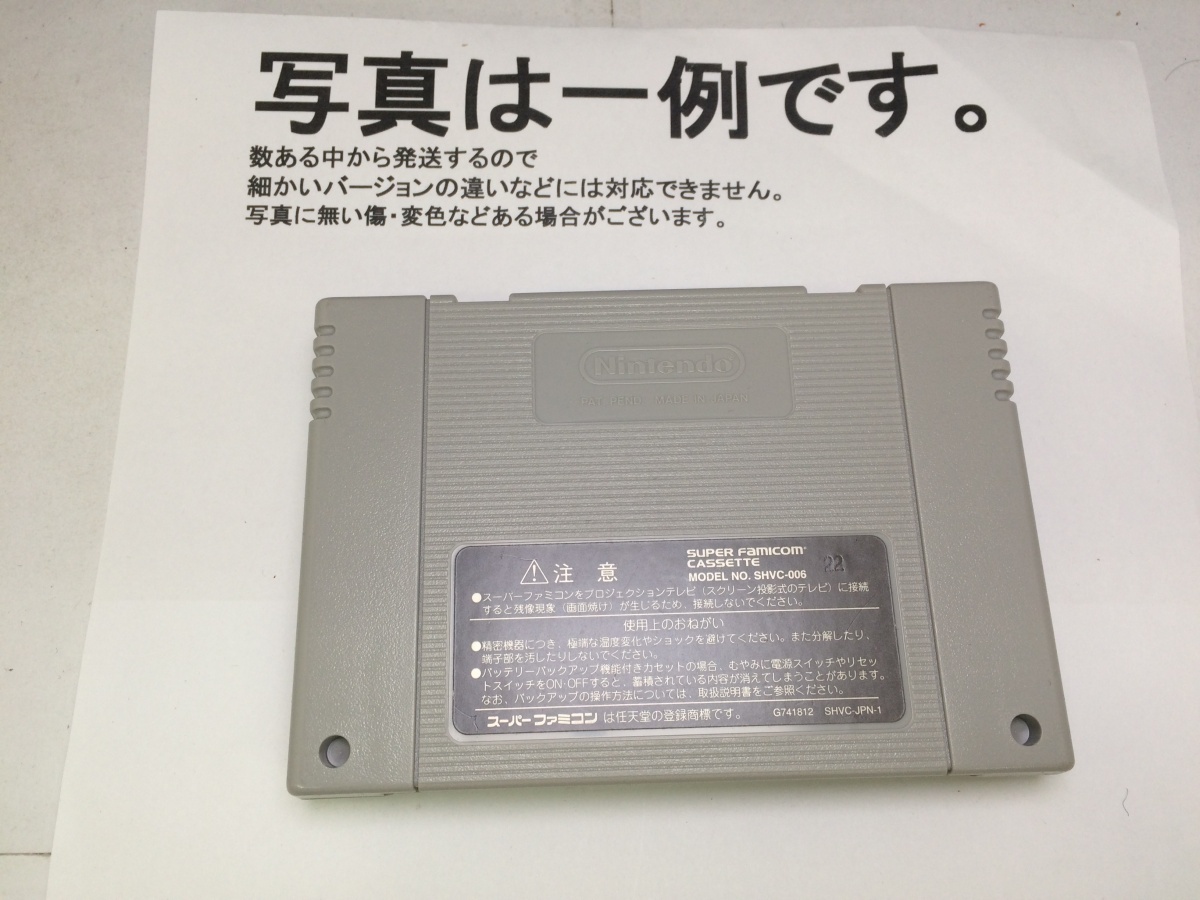 写真は一例です。
数ある中から発送するので
細かいバージョンの違いなどには対応できません。
写真に無い傷・変色などある場合がございます。
Nintendo
PAT. PEND. MADE IN JAPAN
SUPER FAMICOM
CASSETTE
MODEL NO. SHVC-006
22
注意
●スーパーファミコンをプロジェクションテレビ（スクリーン投影式のテレビ）に接続
すると残像現象（画面焼け）が生じるため、接続しないでください。
使用上のおねがい
●精密機器につき、極端な温度変化やショックを避けてください。また分解したり、
端子部を汚したりしないでください。
●バッテリーバックアップ機能付きカセットの場合、むやみに電源スイッチやリセッ
トスイッチをON・OFFすると、蓄積されている内容が消えてしまうことがあります。
なお、バックアップの操作方法については、取扱説明書をご参照ください。
スーパーファミコンは任天堂の登録商標です。
G741812 SHVC-JPN-1